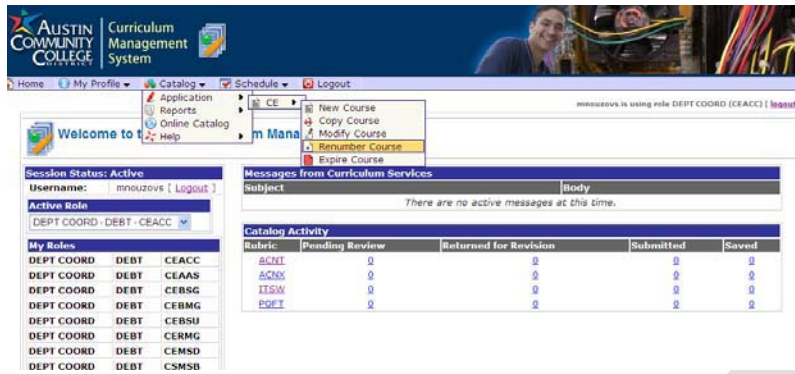 AUSTIN COMMUNITY COLLEGE DISTRICT
Curriculum Management System
Home My Profile Catalog Schedule Logout
Application
Reports
Online Catalog
Help
CE
New Course
Copy Course
Modify Course
Renumber Course
Expire Course
mnouzovs is using role DEPT COORD (CEACC) [ logout
Welcome to t
m Mana
Session Status: Active
Username: mnouzovs [ Logout ]
Active Role
DEPT COORD - DEBT - CEACC
My Roles
DEPT COORD DEBT CEACC
DEPT COORD DEBT CEAAS
DEPT COORD DEBT CEBSG
DEPT COORD DEBT CEBMG
DEPT COORD DEBT CEBSU
DEPT COORD DEBT CERMG
DEPT COORD DEBT CEMSD
DEPT COORD DEBT CSMSB
Messages from Curriculum Services
Subject Body
There are no active messages at this time.
Catalog Activity
Rubric Pending Review Returned for Revision Submitted Saved
ACNT 0 0 0 0
ACNX 0 0 0 0
ITSW 0 0 0 0
POFT 0 0 0 0